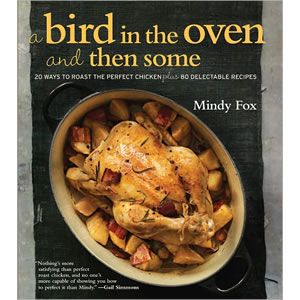 a bird in the oven
and then some
20 WAYS TO ROAST THE PERFECT CHICKEN plus 80 DELECTABLE RECIPES
Mindy Fox
"Nothing's more
satisfying than perfect
roast chicken, and no one's
more capable of showing you how
to perfect it than Mindy." —Gail Simmons